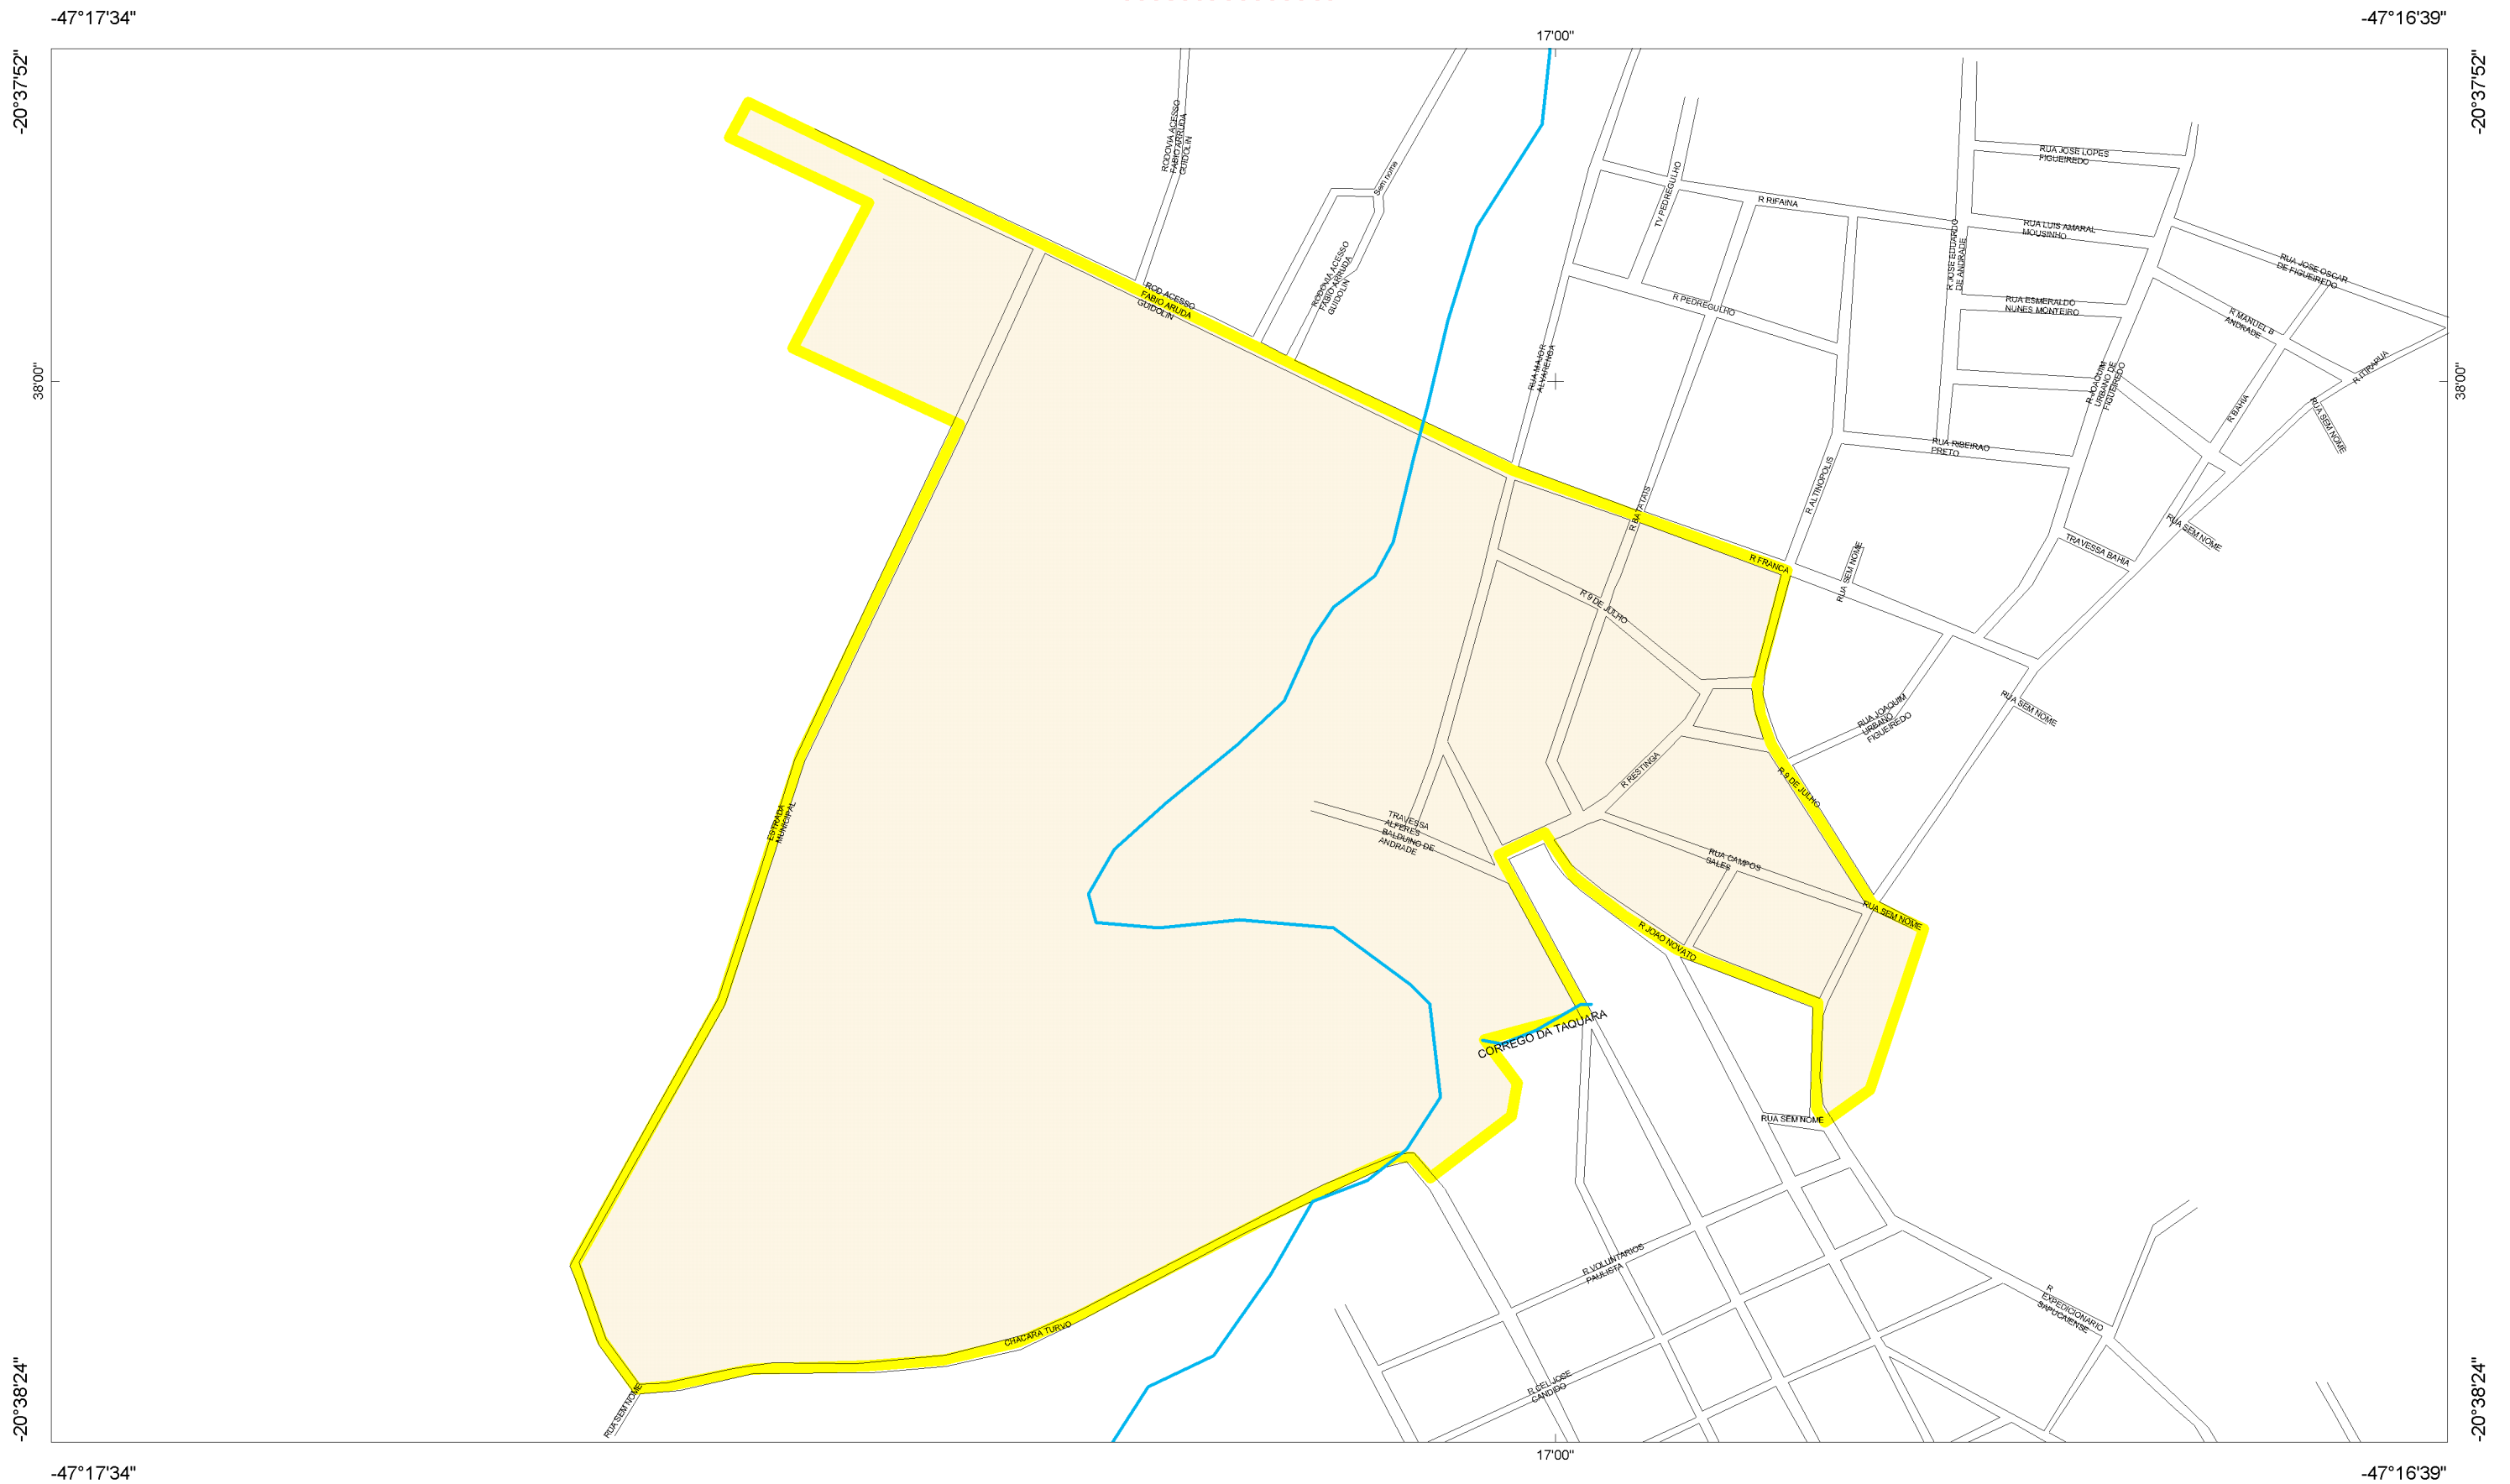 -47°17'34"
-47°16'39"
17'00"
-20°37'52"
-20°37'52"
RODOVIA ACESSO
FABIO ARRUDA
GUIDOLIN
Sem nome
TV PEDREGULHO
RUA JOSE LOPES
FIGUEIREDO
R RIFAINA
RUA LUIS AMARAL
MOUSINHO
R JOSE EDUARDO
DE ANDRADE
RODOVIA ACESSO
FABIO ARRUDA
GUIDOLIN
RUA JOSE OSCAR
DE FIGUEIREDO
ROD ACESSO
FABIO ARUDA
GUIDOLIN
R PEDREGULHO
RUA ESMERALDO
NUNES MONTEIRO
R MANUEL B
ANDRADE
38'00"
38'00"
RUA MAJOR
ALVARENGA
R JOAQUIM
URBANO DE
FIGUEIREDO
R ITIRAPUA
R BAHIA
RUA SEM NOME
RUA RIBEIRAO
PRETO
R ALTINOPOLIS
R BATATAIS
RUA SEM NOME
TRAVESSA BAHIA
R FRANCA
RUA SEM NOME
R 9 DE JULHO
RUA SEM NOME
RUA JOAQUIM
URBANO
FIGUEIREDO
R RESTINGA
R 9 DE JULHO
ESTRADA
MUNICIPAL
TRAVESSA
ALFERES
BALDUINO DE
ANDRADE
RUA CAMPOS
SALES
RUA SEM NOME
R JOAO NOVATO
CORREGO DA TAQUARA
RUA SEM NOME
R VOLUNTARIOS
PAULISTA
R
EXPEDICIONARIO
SAPUCAIENSE
CHACARA TURVO
R CEL JOSE
CANDIDO
RUA SEM NOME
-20°38'24"
-20°38'24"
17'00"
-47°17'34"
-47°16'39"